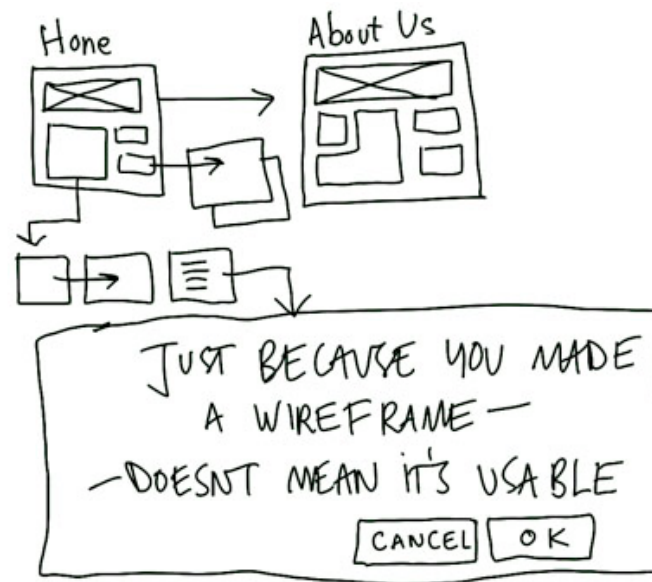 Hone
About Us
JUST BECAUSE YOU MADE
A WIREFRAME—
—DOESNT MEAN IT'S USABLE
CANCEL
OK